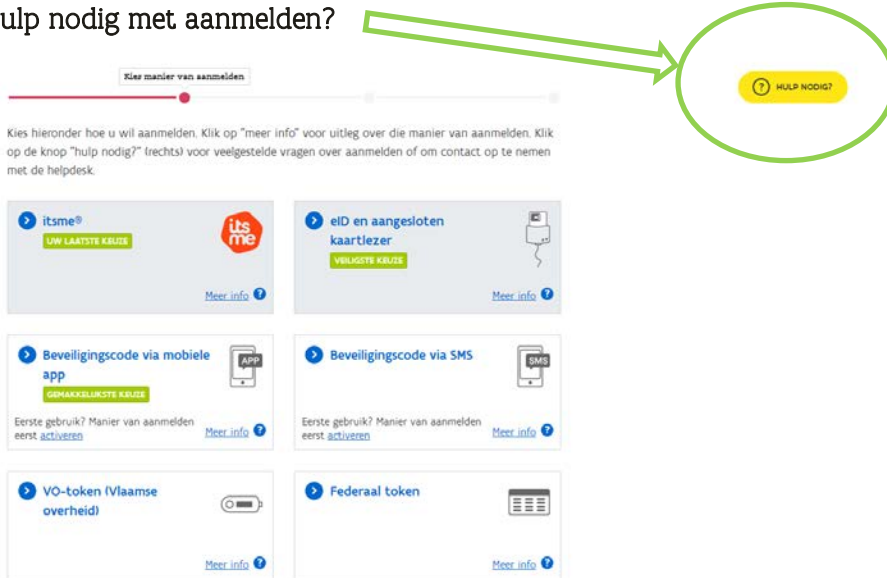 ulp nodig met aanmelden?
Kies manier van aanmelden
? HULP NODIG?
Kies hieronder hoe u wil aanmelden. Klik op "meer info" voor uitleg over die manier van aanmelden. Klik
op de knop "hulp nodig?" (rechts) voor veelgestelde vragen over aanmelden of om contact op te nemen
met de helpdesk.
itsme®
UW LAATSTE KEUZE
its
me
Meer info ?
eID en aangesloten
kaartlezer
VEILIGSTE KEUZE
Meer info ?
Beveiligingscode via mobiele
app
APP
GEMAKKELIJKSTE KEUZE
Eerste gebruik? Manier van aanmelden
eerst activeren
Meer info ?
Beveiligingscode via SMS
SMS
Eerste gebruik? Manier van aanmelden
eerst activeren
Meer info ?
VO-token (Vlaamse
overheid)
Meer info ?
Federaal token
Meer info ?